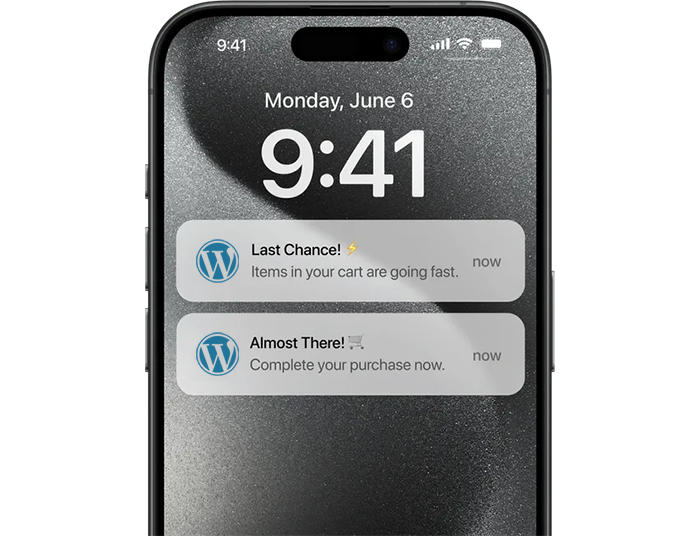 9:41
Monday, June 6
9:41
Last Chance! ⚡
Items in your cart are going fast.
now
Almost There! 🛒
Complete your purchase now.
now